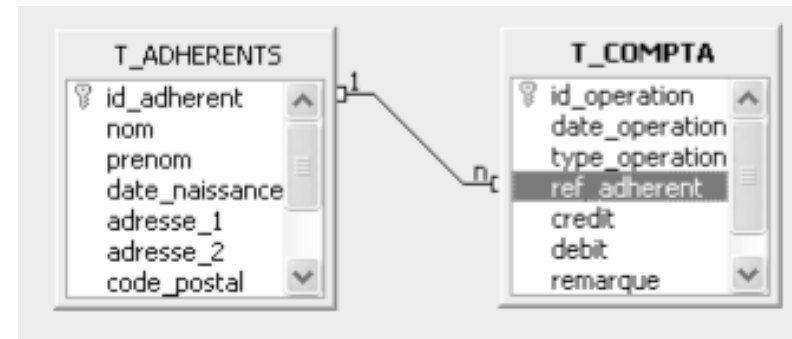 T_ADHERENTS
id_adherent
nom
prenom
date_naissance
adresse_1
adresse_2
code_postal
1
n
T_COMPTA
id_operation
date_operation
type_operation
ref_adherent
credit
debit
remarque